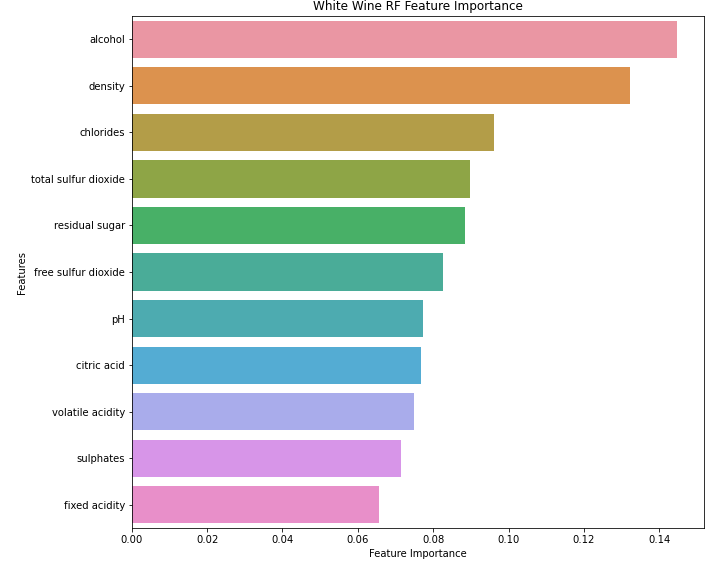 White Wine RF Feature Importance
Features
alcohol
density
chlorides
total sulfur dioxide
residual sugar
free sulfur dioxide
pH
citric acid
volatile acidity
sulphates
fixed acidity
0.00 0.02 0.04 0.06 0.08 0.10 0.12 0.14
Feature Importance